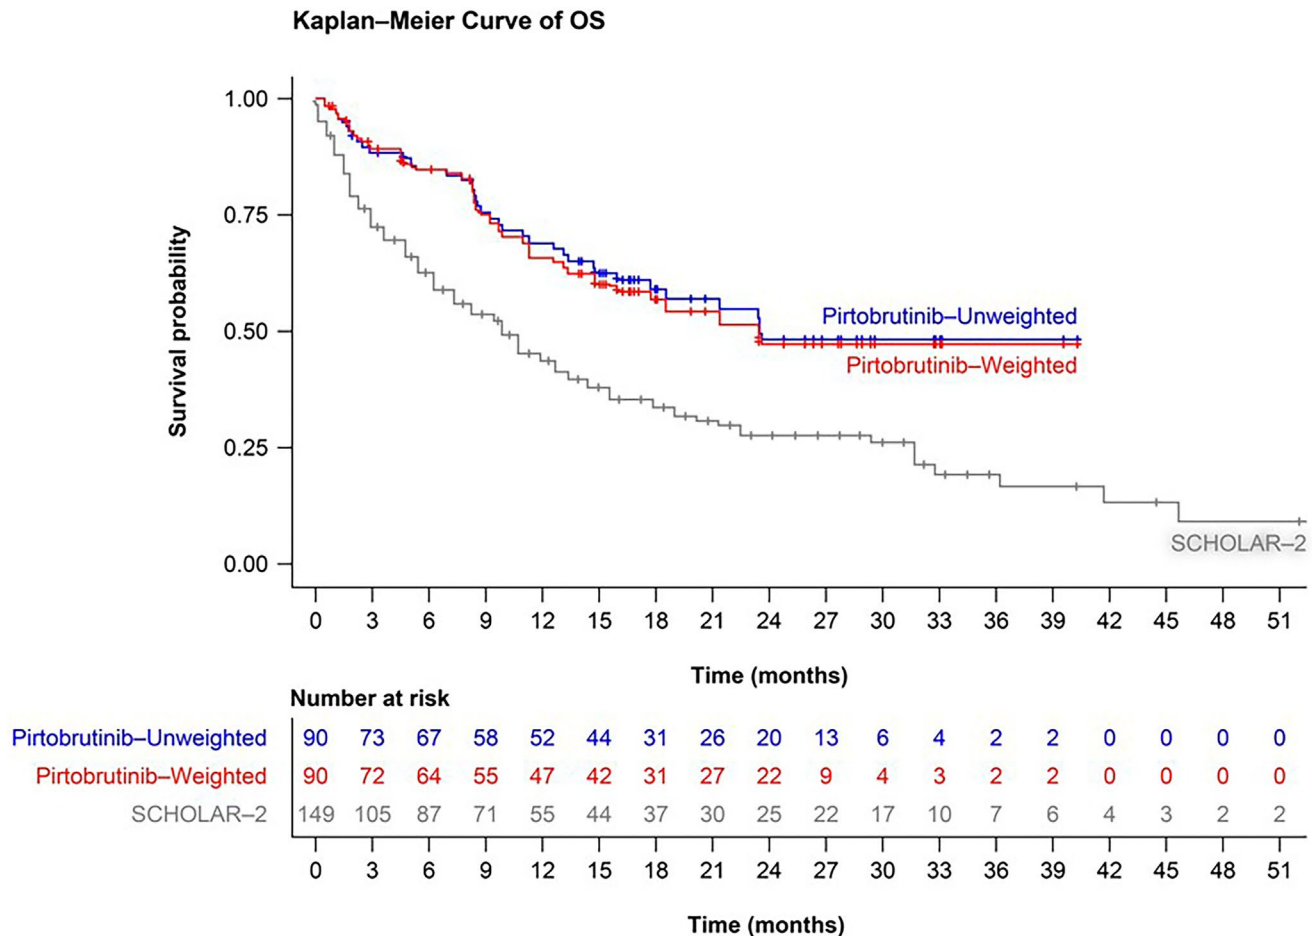 Kaplan–Meier Curve of OS
Survival probability
1.00
0.75
0.50
0.25
0.00
Pirtobrutinib–Unweighted
Pirtobrutinib–Weighted
SCHOLAR–2
0 3 6 9 12 15 18 21 24 27 30 33 36 39 42 45 48 51
Time (months)
Number at risk
Pirtobrutinib–Unweighted 90 73 67 58 52 44 31 26 20 13 6 4 2 2 0 0 0 0
Pirtobrutinib–Weighted 90 72 64 55 47 42 31 27 22 9 4 3 2 2 0 0 0 0
SCHOLAR–2 149 105 87 71 55 44 37 30 25 22 17 10 7 6 4 3 2 2
0 3 6 9 12 15 18 21 24 27 30 33 36 39 42 45 48 51
Time (months)